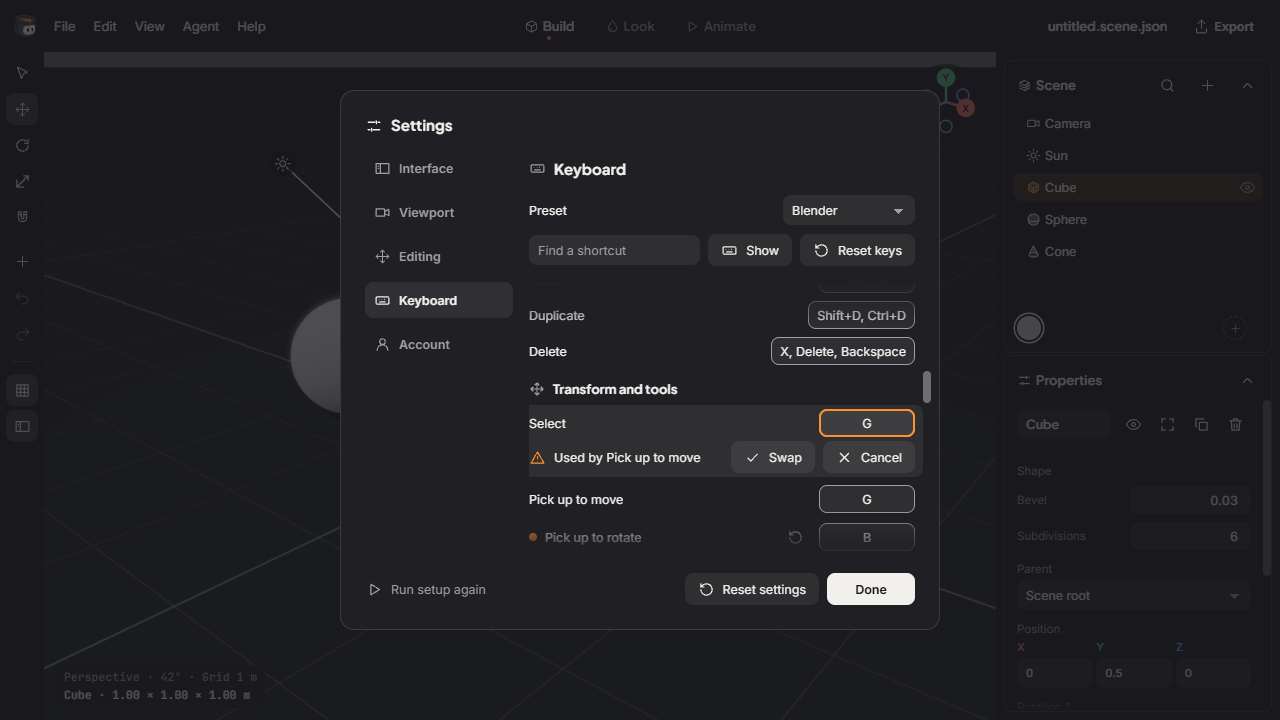 File Edit View Agent Help
Build Look Animate
untitled.scene.json Export
Y
X
Scene
Camera
Sun
Cube
Sphere
Cone
Settings
Interface
Viewport
Editing
Keyboard
Account
Keyboard
Preset Blender
Find a shortcut Show Reset keys
Duplicate Shift+D, Ctrl+D
Delete X, Delete, Backspace
Transform and tools
Select G
Used by Pick up to move Swap Cancel
Pick up to move G
Pick up to rotate B
Run setup again Reset settings Done
Properties
Cube
Shape
Bevel 0.03
Subdivisions 6
Parent
Scene root
Position
X Y Z
0 0.5 0
Rotation °
Perspective · 42° · Grid 1 m
Cube · 1.00 × 1.00 × 1.00 m